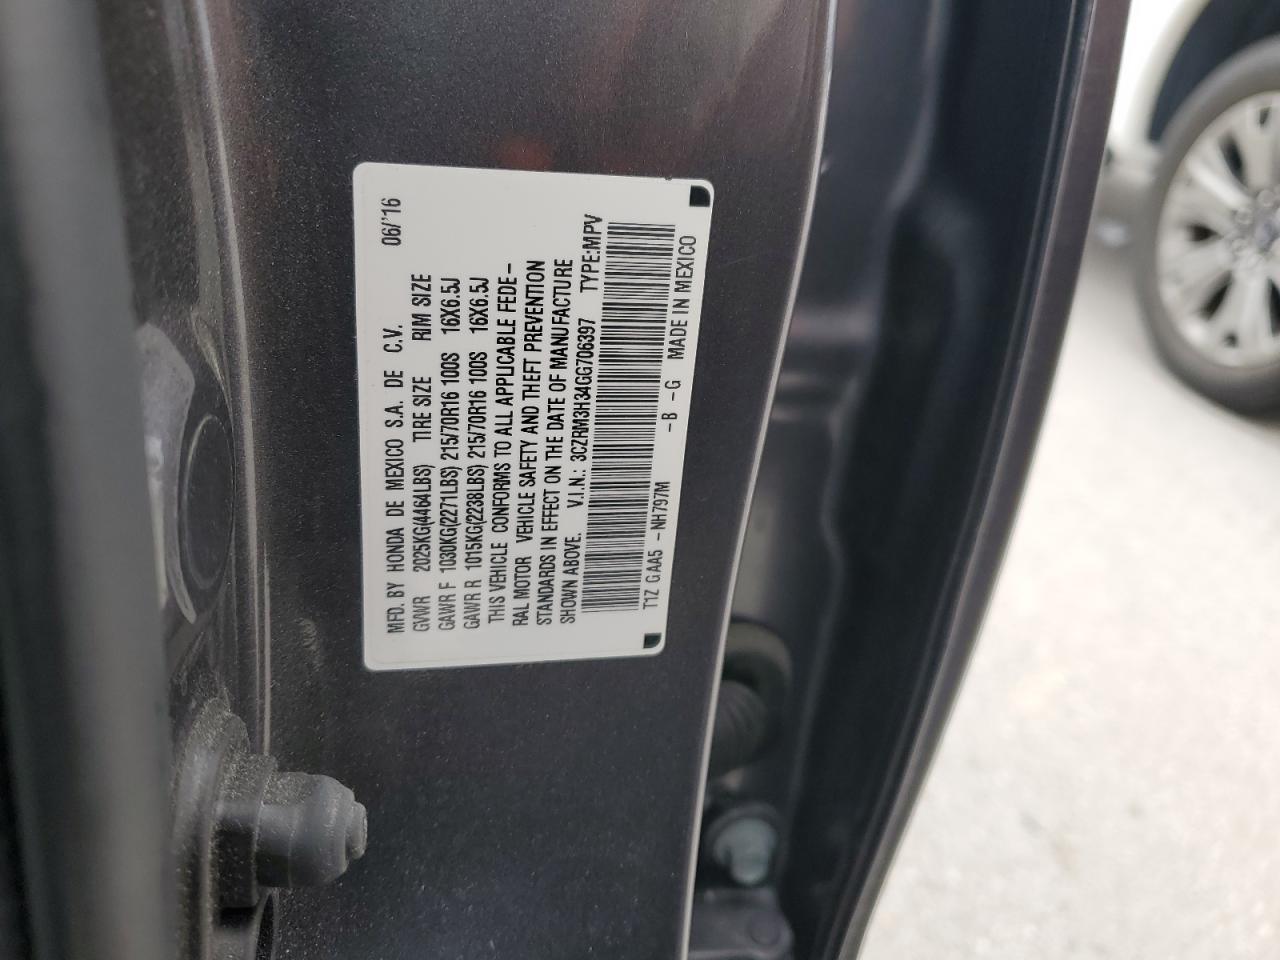 MFD. BY HONDA DE MEXICO S.A. DE C.V. 06/'16
GVWR 2025KG(4464LBS) TIRE SIZE RIM SIZE
GAWR F 1030KG(2271LBS) 215/70R16 100S 16X6.5J
GAWR R 1015KG(2238LBS) 215/70R16 100S 16X6.5J
THIS VEHICLE CONFORMS TO ALL APPLICABLE FEDE-
RAL MOTOR VEHICLE SAFETY AND THEFT PREVENTION
STANDARDS IN EFFECT ON THE DATE OF MANUFACTURE
SHOWN ABOVE. V.I.N.: 3CZRM3H34GG706397 TYPE:MPV
T1Z GAA5 -NH797M -B -G MADE IN MEXICO